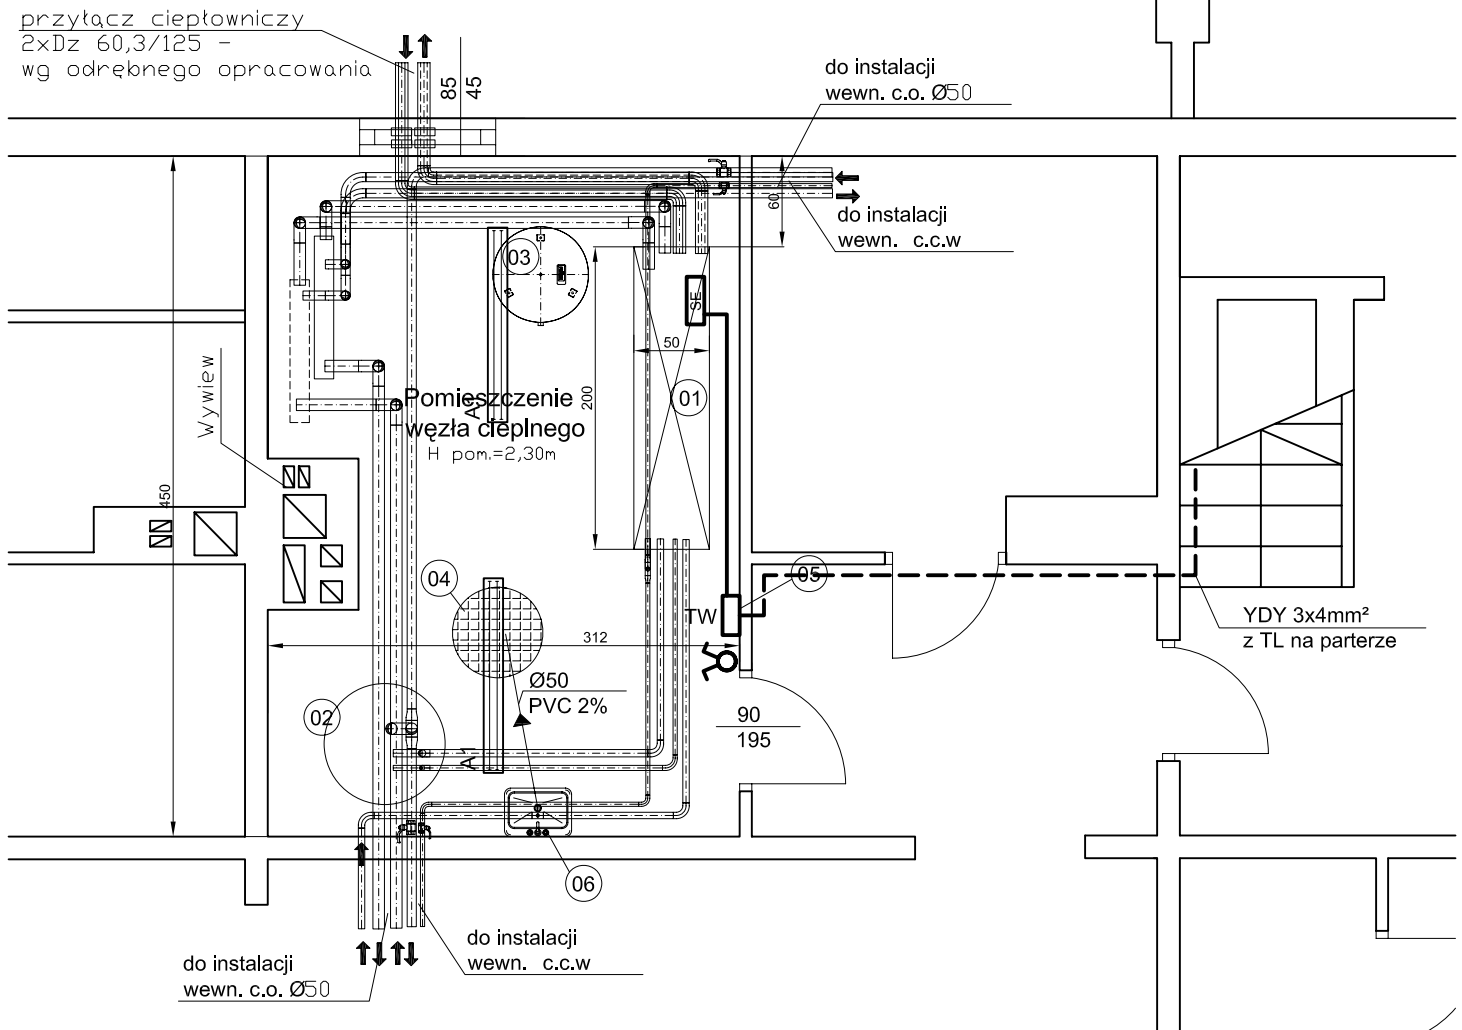 przyłącz ciepłowniczy
2xDz 60,3/125 -
wg odrębnego opracowania
85
45
do instalacji
wewn. c.o. Ø50
60
do instalacji
wewn. c.c.w
03
SE
50
01
200
Wywiew
Pomieszczenie
węzła cieplnego
H pom.=2,30m
A1
450
04
05
TW
312
YDY 3x4mm²
z TL na parterze
Ø50
PVC 2%
02
90
195
A1
06
do instalacji
wewn. c.c.w
do instalacji
wewn. c.o. Ø50